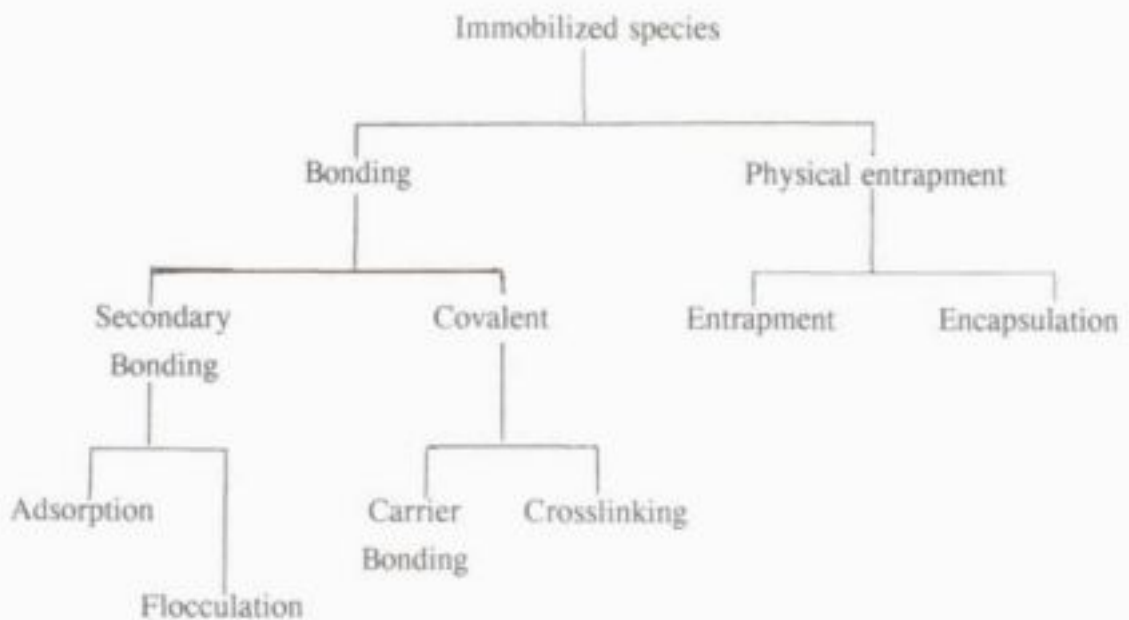 Immobilized species
Bonding
Physical entrapment
Secondary
Bonding
Covalent
Entrapment
Encapsulation
Adsorption
Flocculation
Carrier
Bonding
Crosslinking